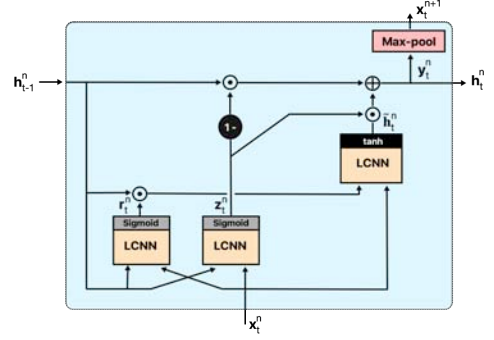 x_t^{n+1}
Max-pool
h_{t-1}^n
y_t^n
h_t^n
1-
h̃_t^n
tanh
LCNN
r_t^n
z_t^n
Sigmoid
Sigmoid
LCNN
LCNN
x_t^n